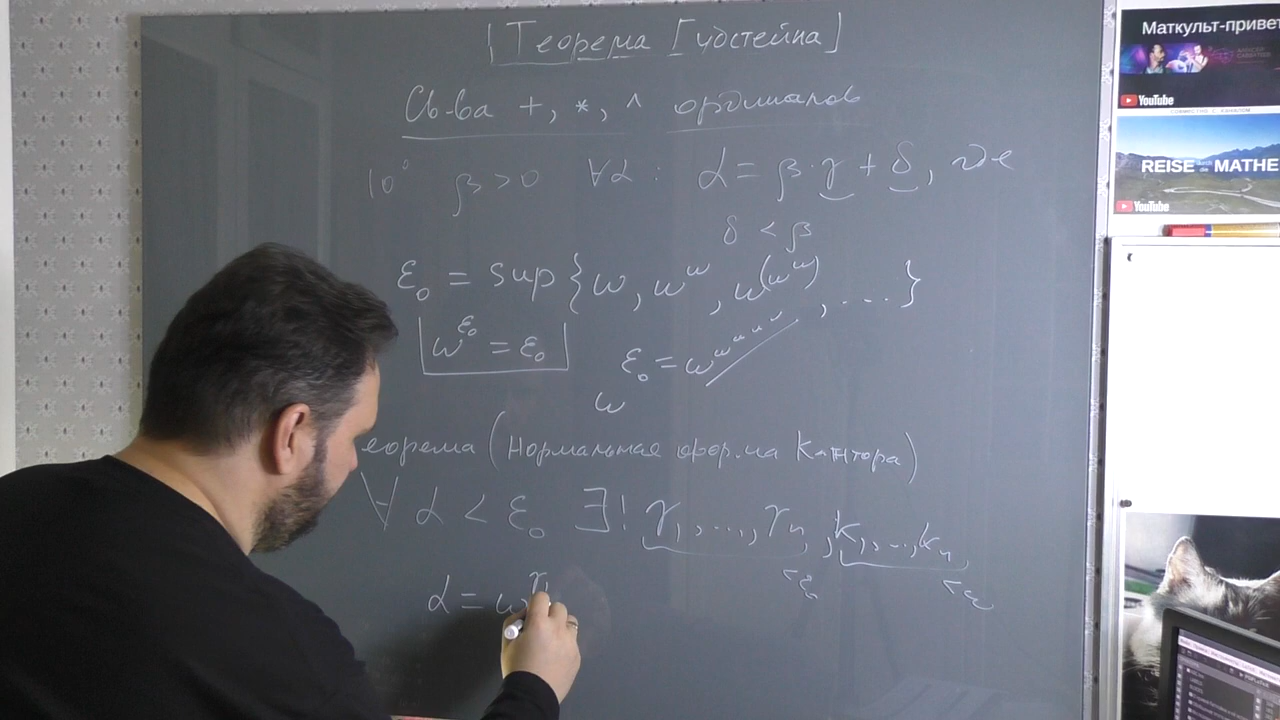 [Теорема Гудстейна]
Св-ва +, *, ^ ординалов
10° β>0 ∀α : α = β·γ + δ, где
δ < β
ε₀ = sup{ω, ω^ω, ω^(ω^ω), ....}
ω^ε₀ = ε₀
ε₀ = ω^ω^ω^ω^ω
ω
еорема (Нормальная форма Кантора)
∀ α < ε₀ ∃! γ₁,...,γₙ, k₁,...,kₙ
<ε <ε
α = ω^γ₁
Маткульт-привет
YouTube
REISE MATHE
YouTube